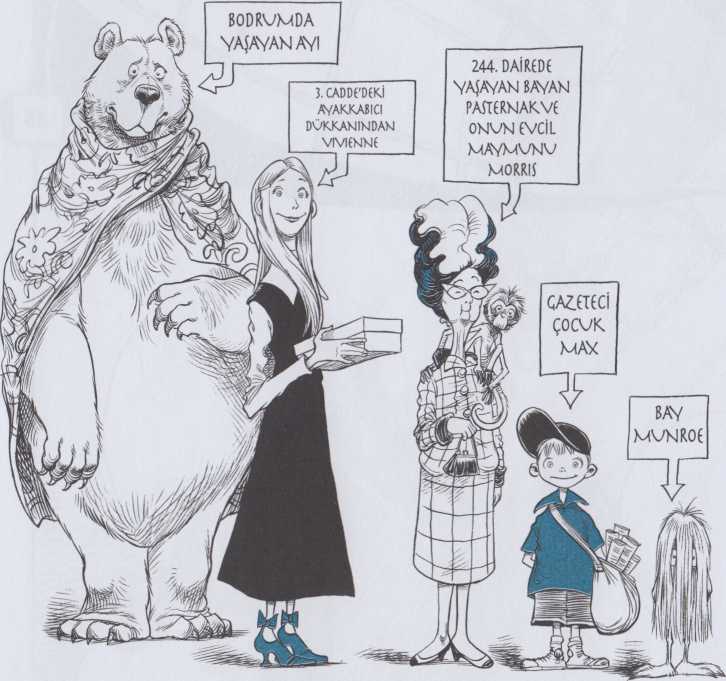 BODRUMDA
YAŞAYAN AYI
3. CADDE'DEKİ
AYAKKABICI
DÜKKANINDAN
VIVIENNE
244. DAİREDE
YAŞAYAN BAYAN
PASTERNAK VE
ONUN EVCİL
MAYMUNU
MORRIS
GAZETECİ
ÇOCUK
MAX
BAY
MUNROE